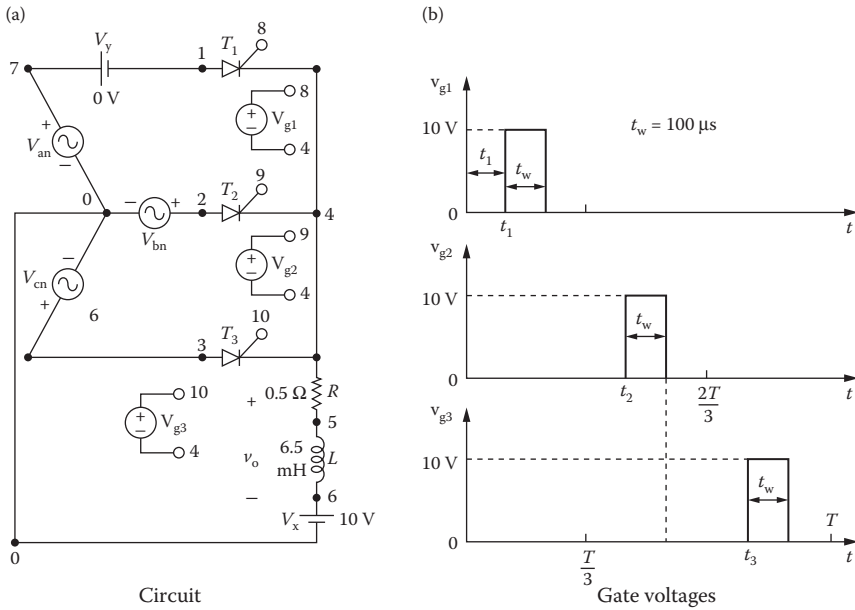 (a)
V_y
7
0 V
1
T_1
8
8
+
−
V_g1
4
+
V_an
−
0
−
+
V_bn
2
T_2
9
4
9
+
−
V_g2
4
−
V_cn
+
6
3
T_3
10
10
+
−
V_g3
4
+
0.5 Ω
R
5
ν_o
6.5
mH
L
−
6
V_x
10 V
0
Circuit
(b)
v_g1
10 V
t_w = 100 μs
t_1
t_w
0
t_1
t
v_g2
10 V
t_w
0
t_2
2T/3
t
v_g3
10 V
t_w
T
0
T/3
t_3
t
Gate voltages